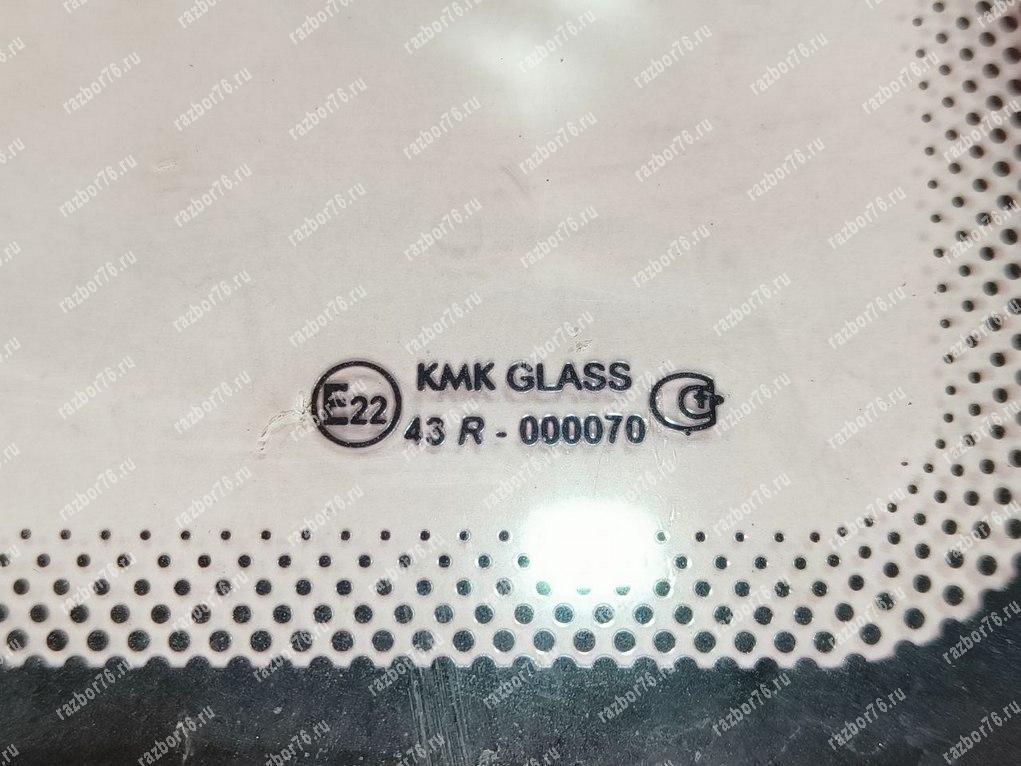 KMK GLASS
E22
43 R - 000070
razbor76.ru